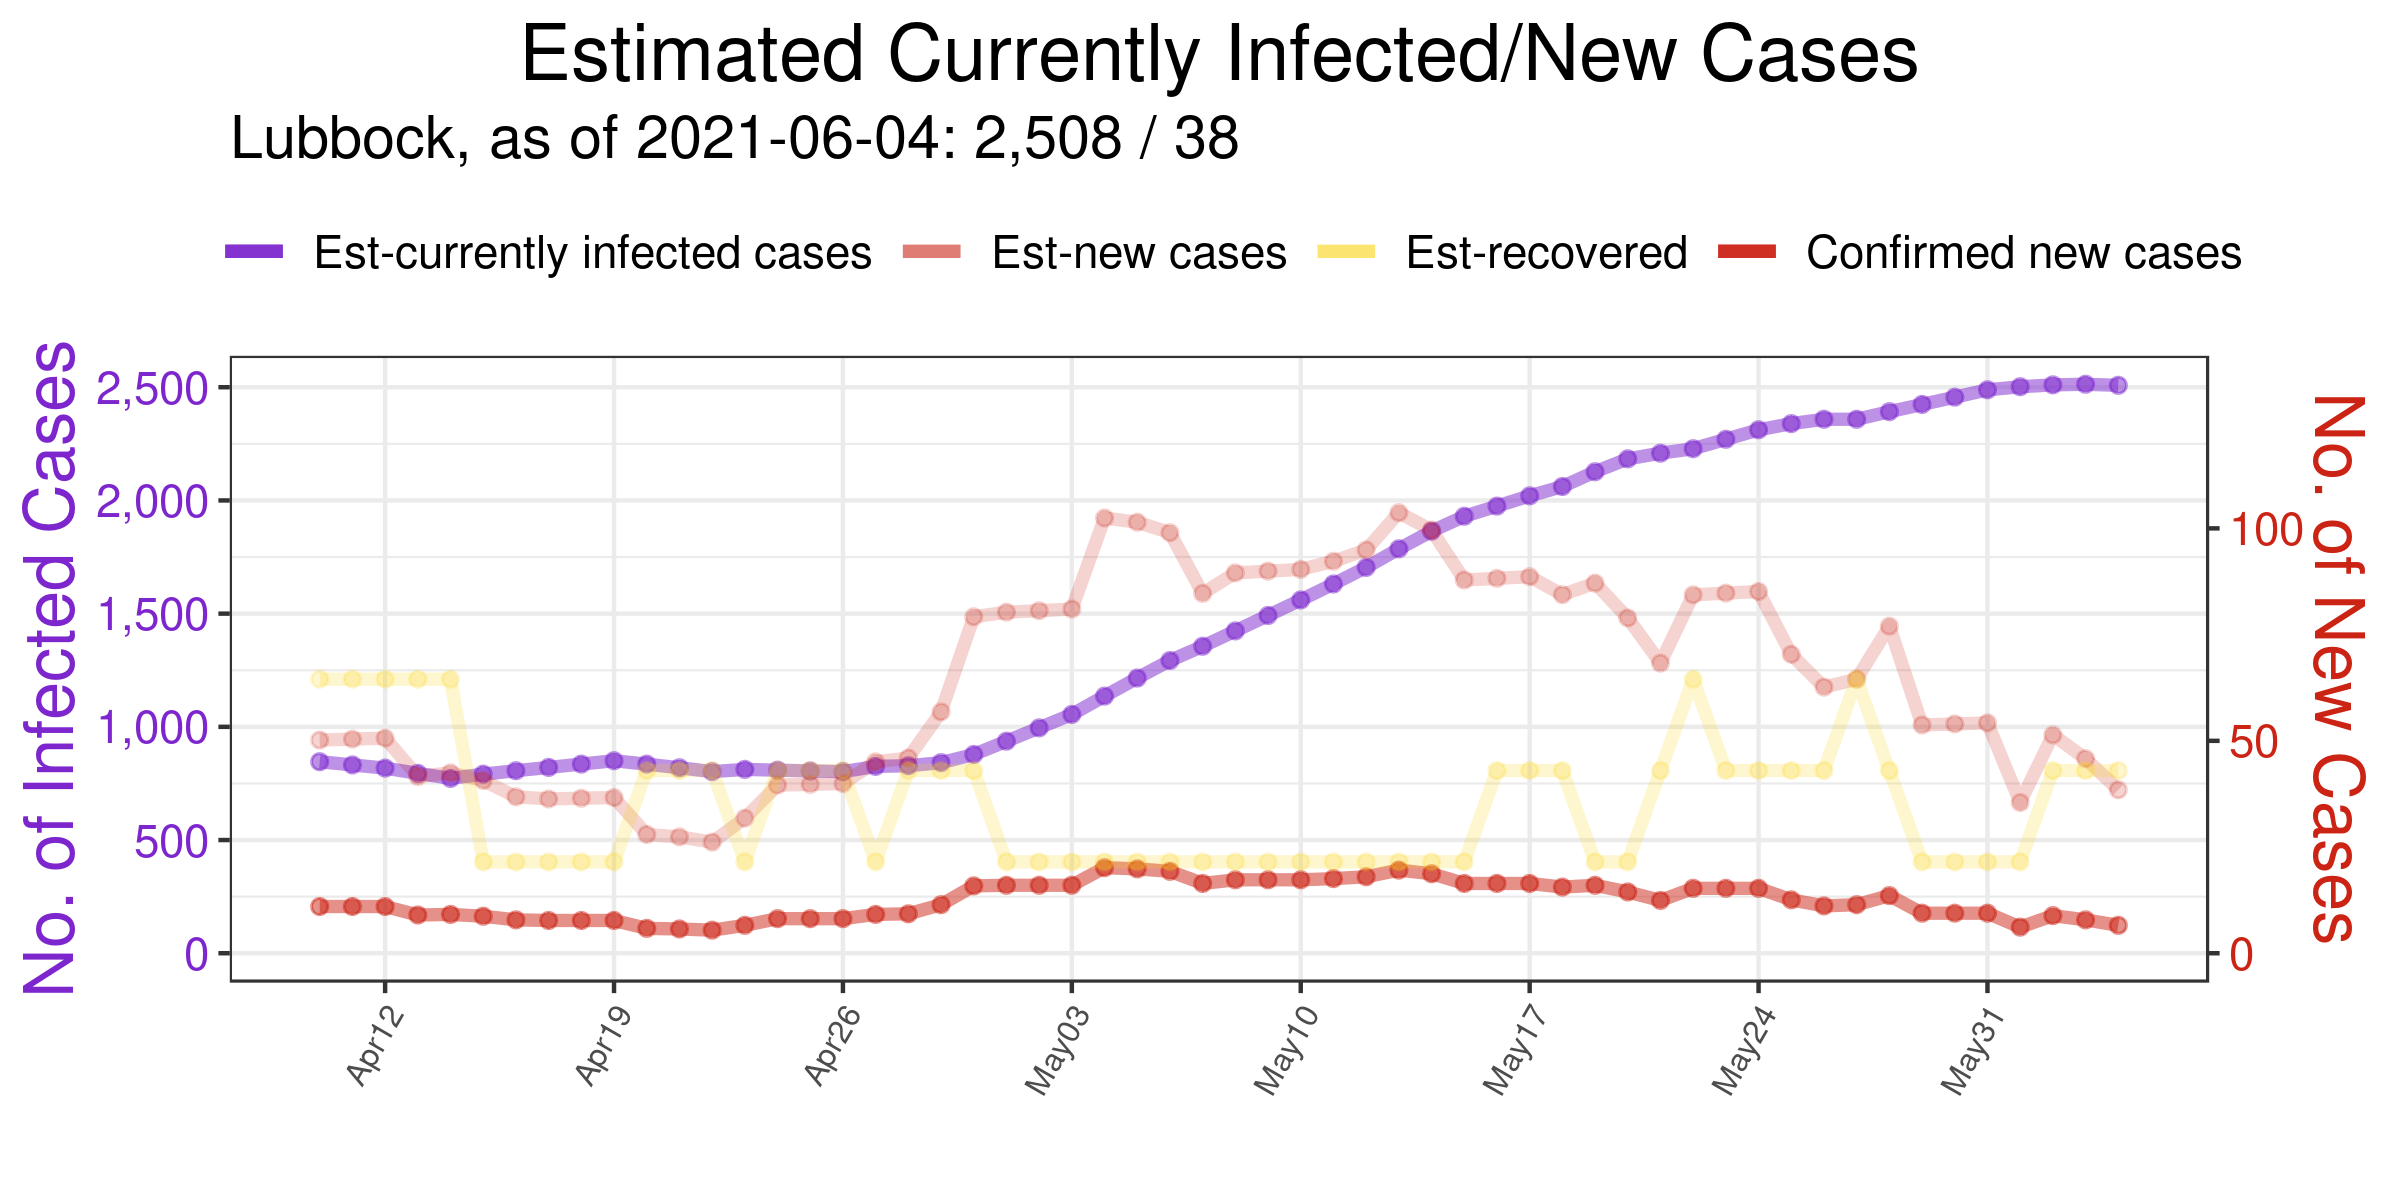 Estimated Currently Infected/New Cases
Lubbock, as of 2021-06-04: 2,508 / 38
Est-currently infected cases Est-new cases Est-recovered Confirmed new cases
No. of Infected Cases
2,500
2,000
1,500
1,000
500
0
No. of New Cases
100
50
0
Apr12 Apr19 Apr26 May03 May10 May17 May24 May31